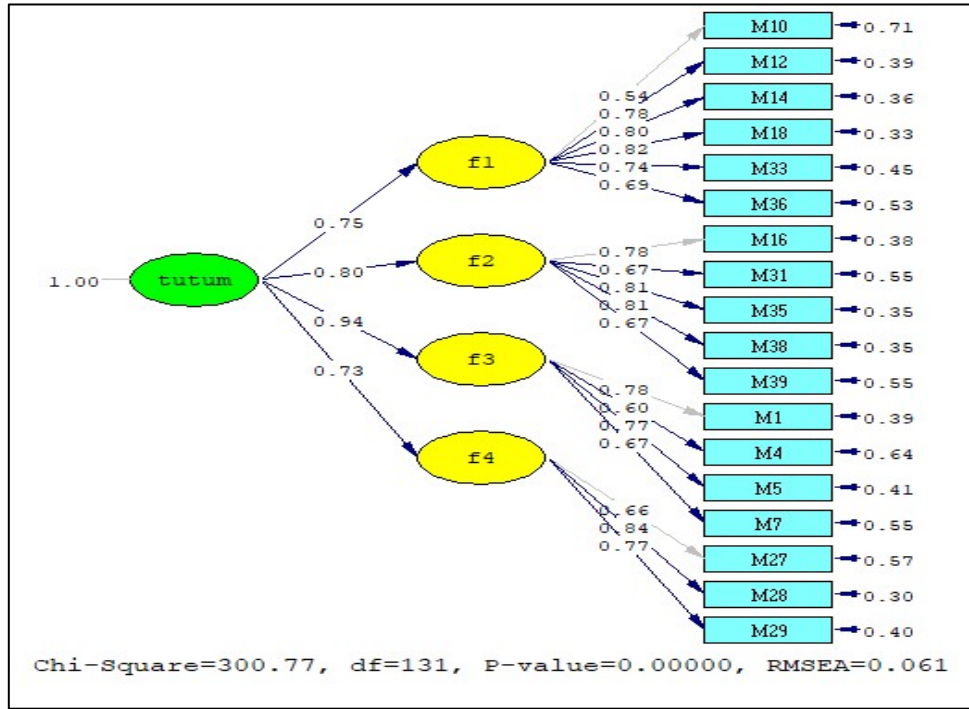 M10 0.71
M12 0.39
0.54
M14 0.36
0.78
0.80
M18 0.33
0.82
f1
0.74
M33 0.45
0.69
M36 0.53
0.75
M16 0.38
0.78
f2
0.67
M31 0.55
1.00 tutum 0.80
0.81
0.81
M35 0.35
0.94
0.67
M38 0.35
f3
0.73
M39 0.55
0.78
0.60
M1 0.39
0.77
M4 0.64
0.67
f4
M5 0.41
0.66
M7 0.55
0.84
0.77
M27 0.57
M28 0.30
M29 0.40
Chi-Square=300.77, df=131, P-value=0.00000, RMSEA=0.061